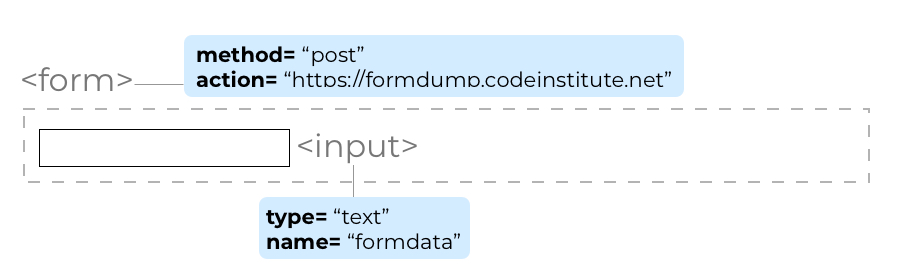 method= “post”
<form>
action= “https://formdump.codeinstitute.net”
<input>
type= “text”
name= “formdata”